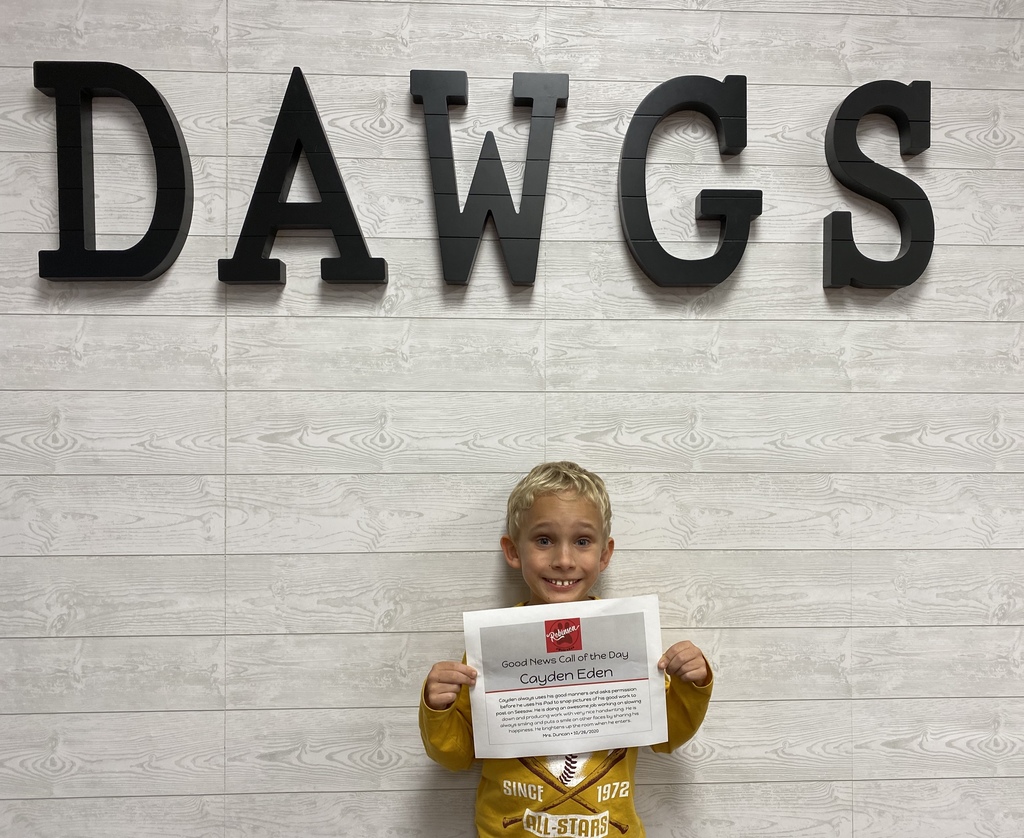 DAWGS
Robinson
Good News Call of the Day
Cayden Eden
Cayden always uses his good manners and asks permission
before he uses his iPad to snap pictures of his good work to
post on Seesaw. He is doing an awesome job working on slowing
down and producing work with very nice handwriting. He is
always smiling and puts a smile on other faces by sharing his
happiness. He brightens up the room when he enters.
Mrs. Duncan • 10/28/2020
SINCE 1972
ALL-STARS